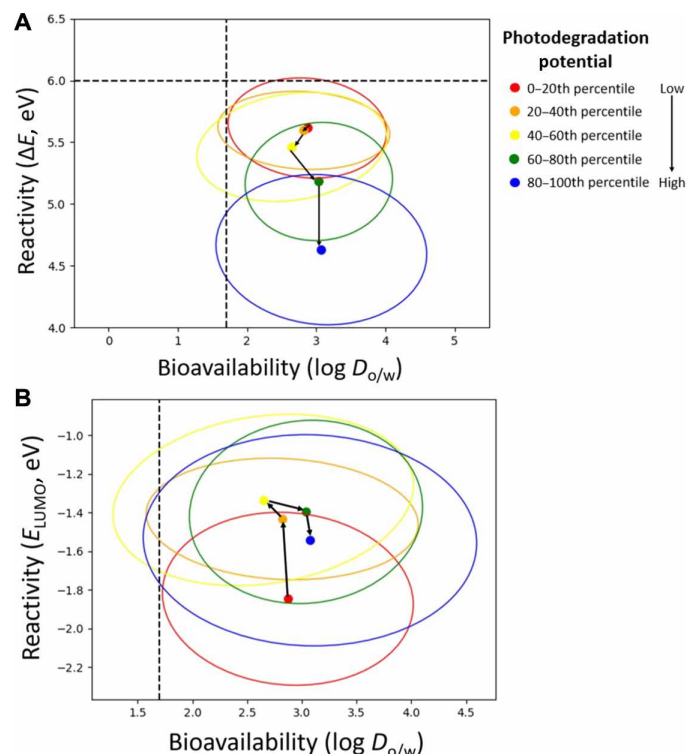 A
6.5
6.0
5.5
5.0
4.5
4.0
Reactivity (ΔE, eV)
0 1 2 3 4 5
Bioavailability (log Do/w)
Photodegradation
potential
0–20th percentile
20–40th percentile
40–60th percentile
60–80th percentile
80–100th percentile
Low
High
B
−1.0
−1.2
−1.4
−1.6
−1.8
−2.0
−2.2
Reactivity (ELUMO, eV)
1.5 2.0 2.5 3.0 3.5 4.0 4.5
Bioavailability (log Do/w)